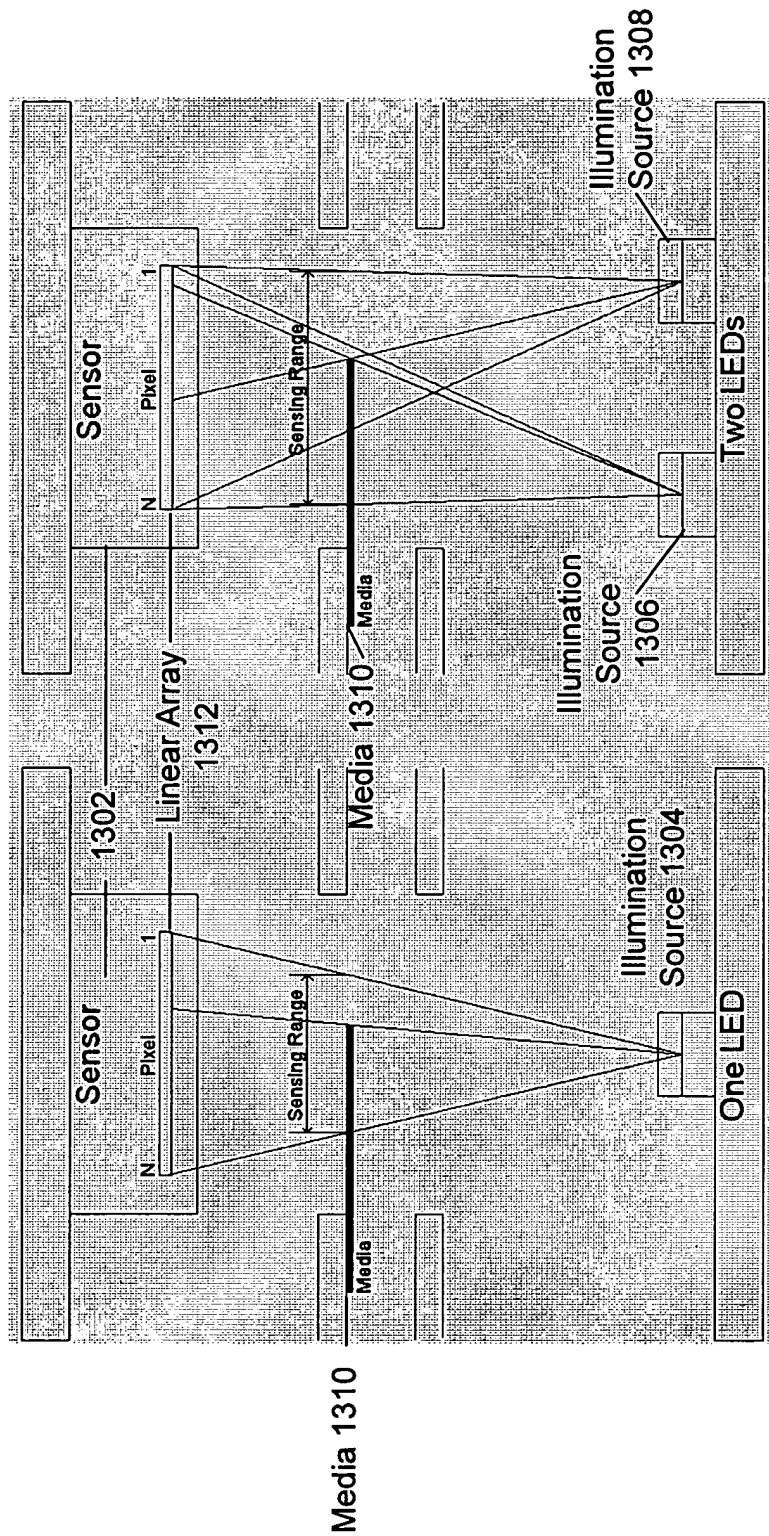 Sensor
N
Pixel
1
Sensing Range
Media
Media 1310
Illumination
Source 1304
One LED
1302
Linear Array
1312
Sensor
N
Pixel
1
Sensing Range
Media
Media 1310
Illumination
Source
1306
Illumination
Source 1308
Two LEDs